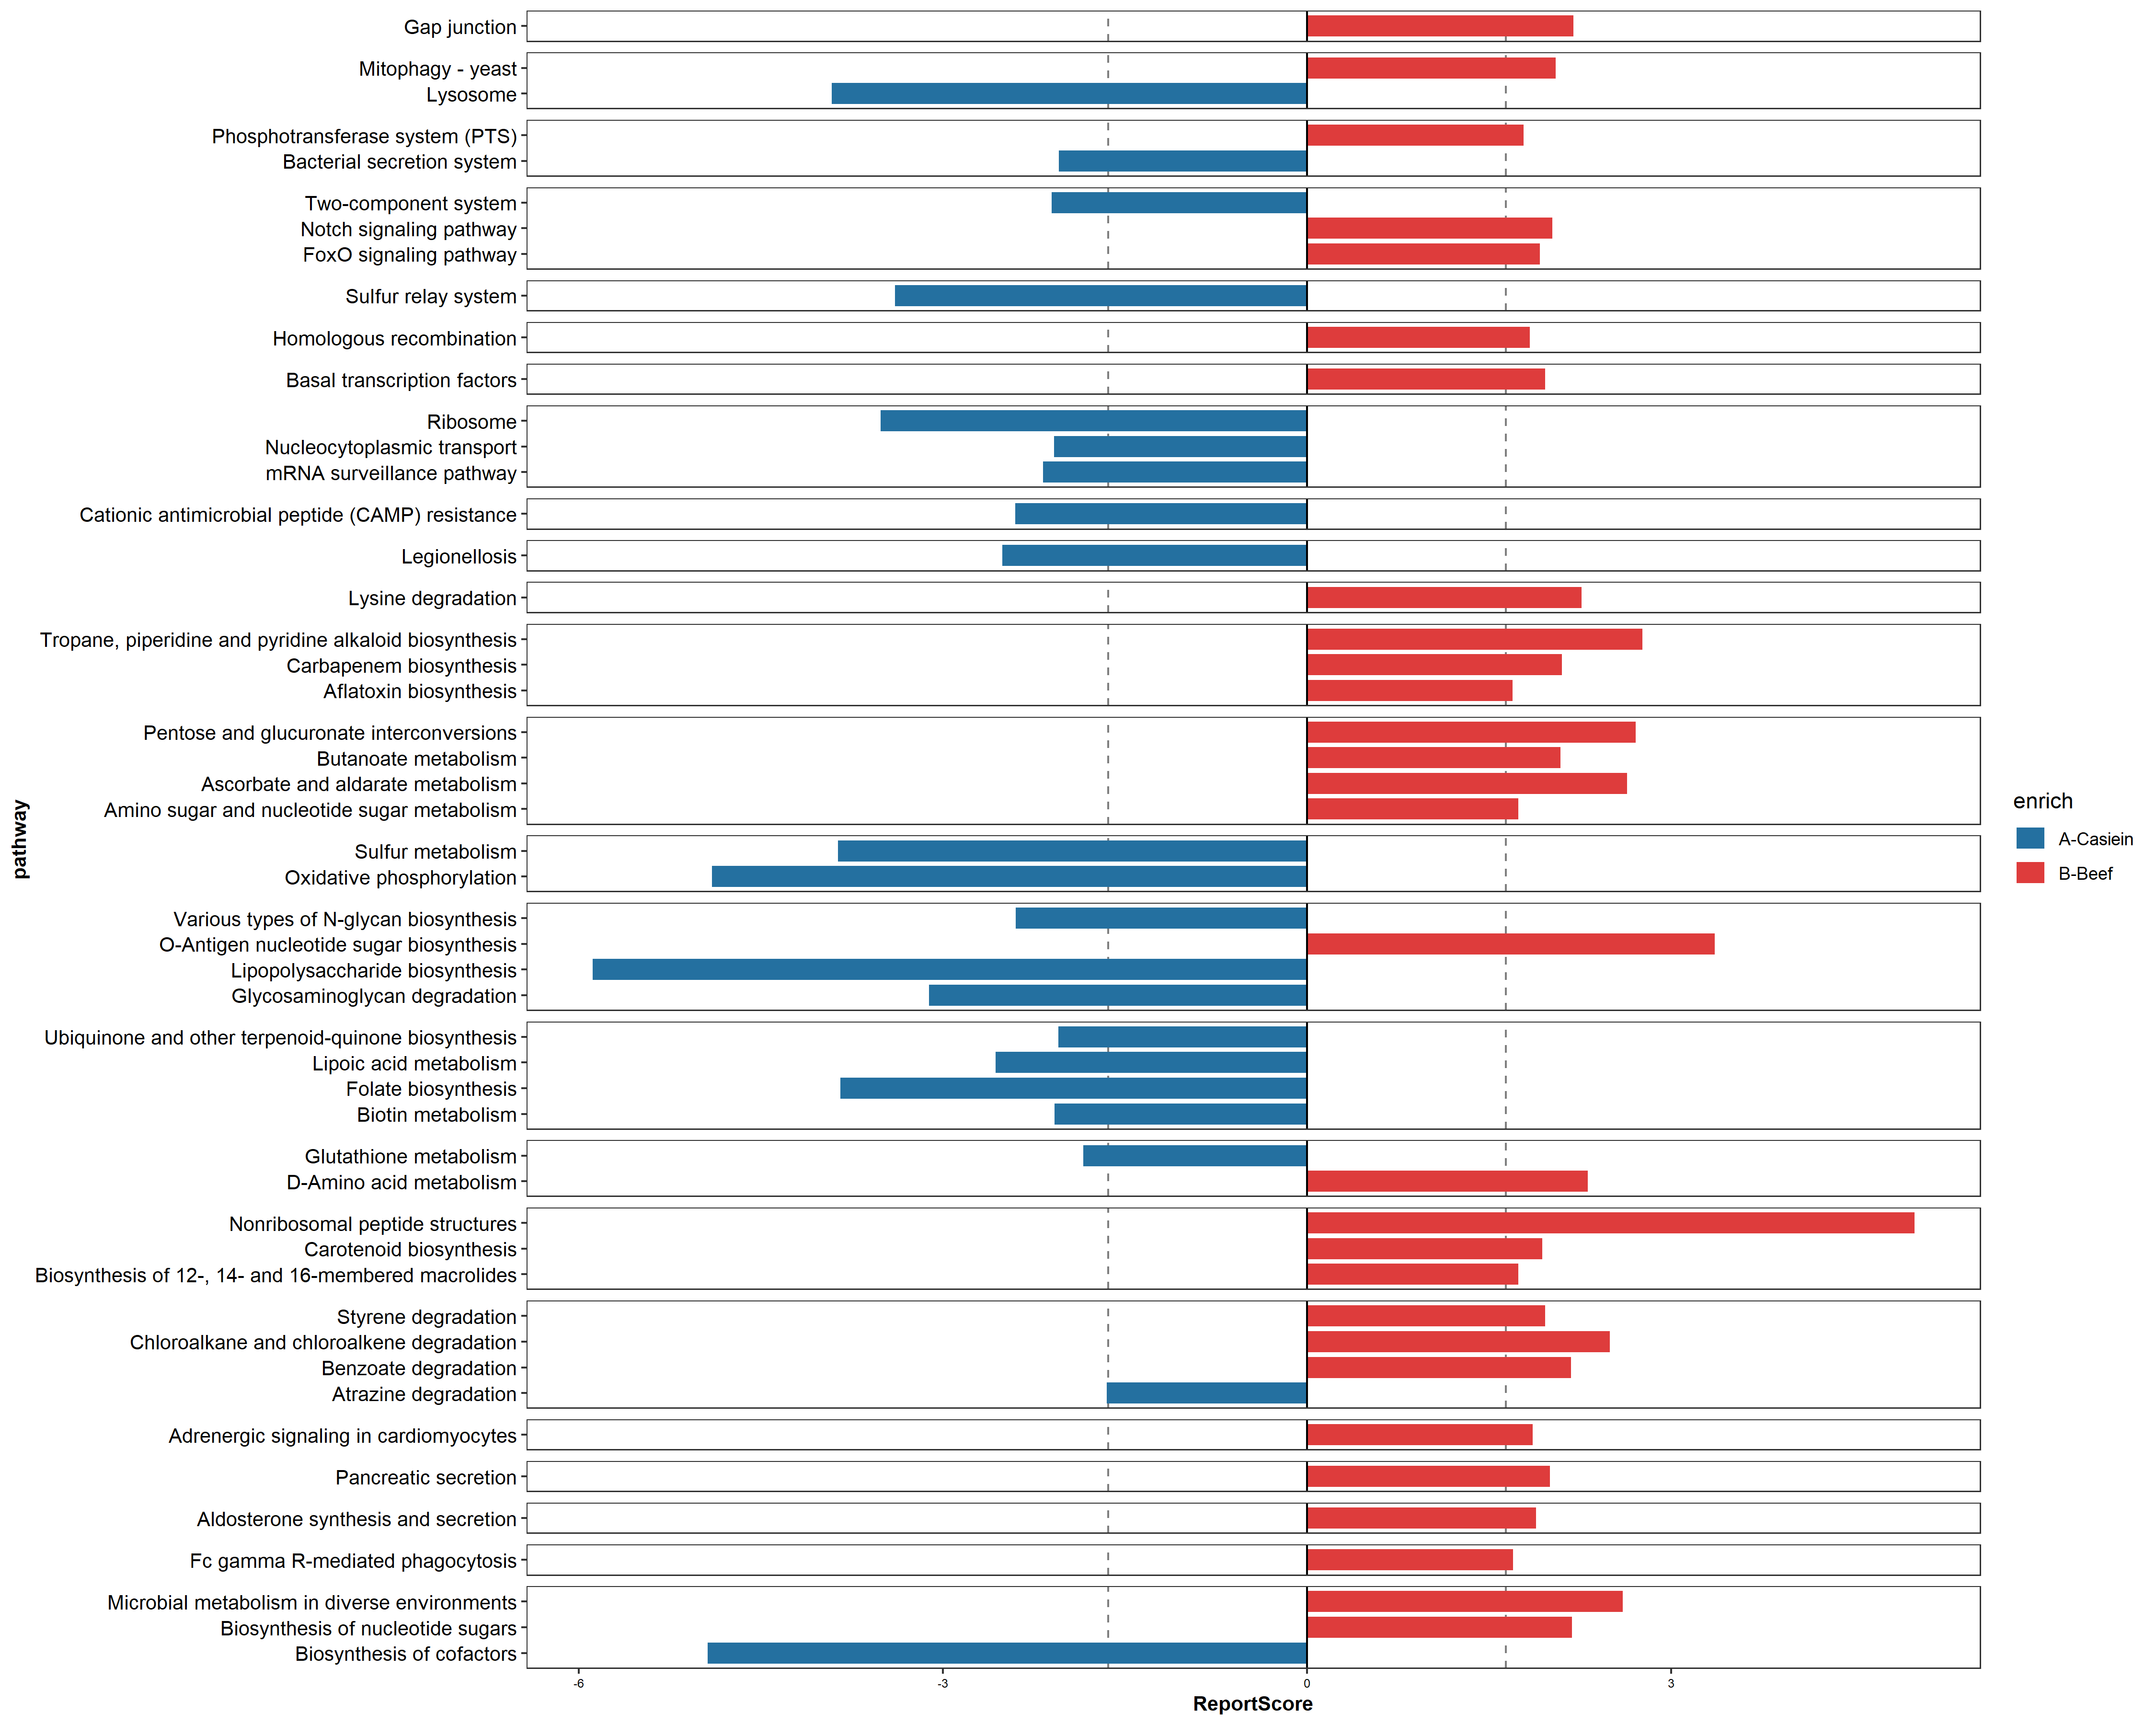 Gap junction
Mitophagy - yeast
Lysosome
Phosphotransferase system (PTS)
Bacterial secretion system
Two-component system
Notch signaling pathway
FoxO signaling pathway
Sulfur relay system
Homologous recombination
Basal transcription factors
Ribosome
Nucleocytoplasmic transport
mRNA surveillance pathway
Cationic antimicrobial peptide (CAMP) resistance
Legionellosis
Lysine degradation
Tropane, piperidine and pyridine alkaloid biosynthesis
Carbapenem biosynthesis
Aflatoxin biosynthesis
Pentose and glucuronate interconversions
Butanoate metabolism
Ascorbate and aldarate metabolism
Amino sugar and nucleotide sugar metabolism
Sulfur metabolism
Oxidative phosphorylation
Various types of N-glycan biosynthesis
O-Antigen nucleotide sugar biosynthesis
Lipopolysaccharide biosynthesis
Glycosaminoglycan degradation
Ubiquinone and other terpenoid-quinone biosynthesis
Lipoic acid metabolism
Folate biosynthesis
Biotin metabolism
Glutathione metabolism
D-Amino acid metabolism
Nonribosomal peptide structures
Carotenoid biosynthesis
Biosynthesis of 12-, 14- and 16-membered macrolides
Styrene degradation
Chloroalkane and chloroalkene degradation
Benzoate degradation
Atrazine degradation
Adrenergic signaling in cardiomyocytes
Pancreatic secretion
Aldosterone synthesis and secretion
Fc gamma R-mediated phagocytosis
Microbial metabolism in diverse environments
Biosynthesis of nucleotide sugars
Biosynthesis of cofactors
pathway
-6 -3 0 3
ReportScore
enrich
A-Casiein
B-Beef